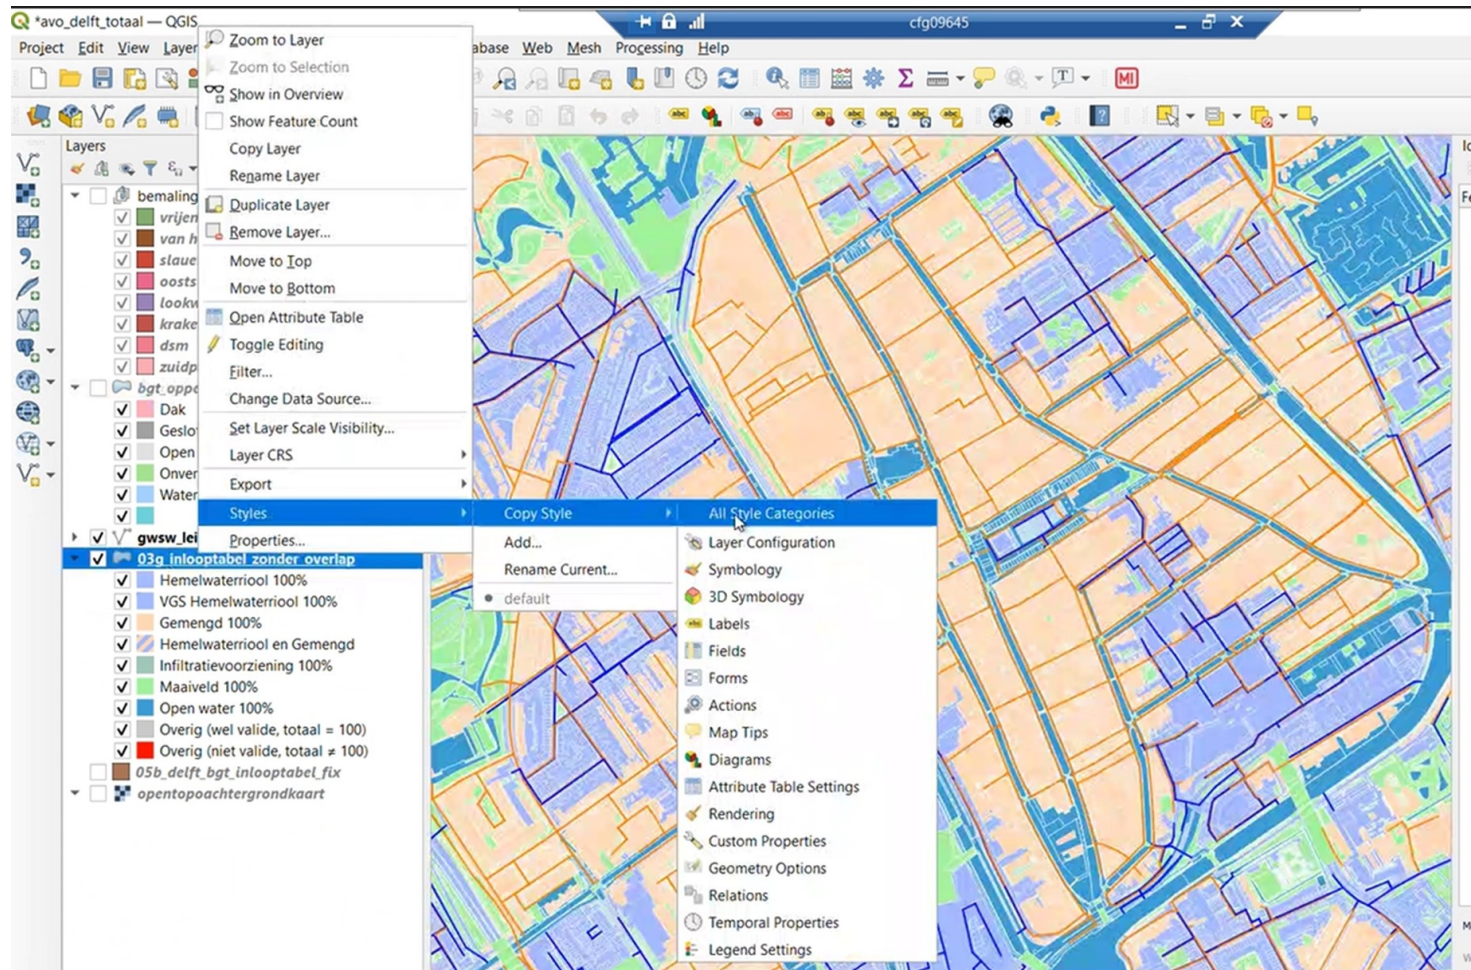 *avo_delft_totaal — QGIS
cfg09645
Project Edit View Layer
abase Web Mesh Processing Help
Zoom to Layer
Zoom to Selection
Show in Overview
Show Feature Count
Copy Layer
Rename Layer
Duplicate Layer
Remove Layer...
Move to Top
Move to Bottom
Open Attribute Table
Toggle Editing
Filter...
Change Data Source...
Set Layer Scale Visibility...
Layer CRS
Export
Styles
Properties...
Copy Style
Add...
Rename Current...
default
All Style Categories
Layer Configuration
Symbology
3D Symbology
Labels
Fields
Forms
Actions
Map Tips
Diagrams
Attribute Table Settings
Rendering
Custom Properties
Geometry Options
Relations
Temporal Properties
Legend Settings
Layers
bemaling
vrijen
van h
slaue
oosts
lookw
krake
dsm
zuidp
bgt_oppo
Dak
Geslo
Open
Onver
Water
gwsw_lei
03g_inlooptabel_zonder_overlap
Hemelwaterriool 100%
VGS Hemelwaterriool 100%
Gemengd 100%
Hemelwaterriool en Gemengd
Infiltratievoorziening 100%
Maaiveld 100%
Open water 100%
Overig (wel valide, totaal = 100)
Overig (niet valide, totaal ≠ 100)
05b_delft_bgt_inlooptabel_fix
opentopoachtergrondkaart
MI